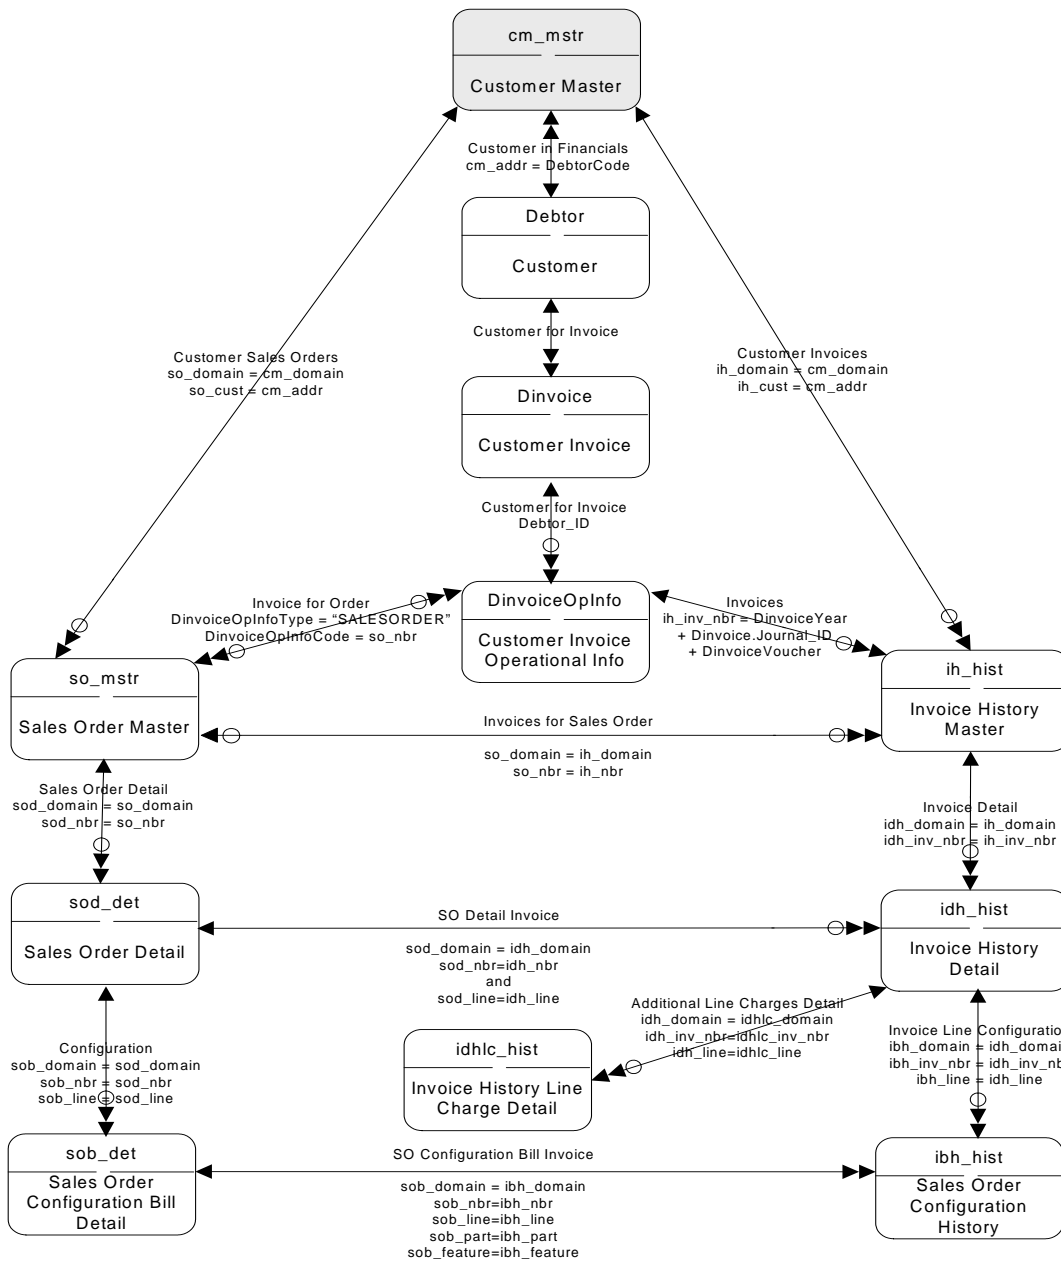 cm_mstr
Customer Master
Customer in Financials
cm_addr = DebtorCode
Debtor
Customer
Customer for Invoice
Customer Sales Orders
so_domain = cm_domain
so_cust = cm_addr
Customer Invoices
ih_domain = cm_domain
ih_cust = cm_addr
Dinvoice
Customer Invoice
Customer for Invoice
Debtor_ID
Invoice for Order
DinvoiceOpInfoType = “SALESORDER”
DinvoiceOpInfoCode = so_nbr
DinvoiceOpInfo
Customer Invoice
Operational Info
Invoices
ih_inv_nbr = DinvoiceYear
+ Dinvoice.Journal_ID
+ DinvoiceVoucher
so_mstr
Sales Order Master
ih_hist
Invoice History
Master
Invoices for Sales Order
so_domain = ih_domain
so_nbr = ih_nbr
Sales Order Detail
sod_domain = so_domain
sod_nbr = so_nbr
Invoice Detail
idh_domain = ih_domain
idh_inv_nbr = ih_inv_nbr
sod_det
Sales Order Detail
SO Detail Invoice
sod_domain = idh_domain
sod_nbr=idh_nbr
and
sod_line=idh_line
idh_hist
Invoice History
Detail
Additional Line Charges Detail
idh_domain = idhlc_domain
idh_inv_nbr=idhlc_inv_nbr
idh_line=idhlc_line
Configuration
sob_domain = sod_domain
sob_nbr = sod_nbr
sob_line = sod_line
idhlc_hist
Invoice History Line
Charge Detail
Invoice Line Configuratio
ibh_domain = idh_domai
ibh_inv_nbr = idh_inv_nb
ibh_line = idh_line
sob_det
Sales Order
Configuration Bill
Detail
SO Configuration Bill Invoice
sob_domain = ibh_domain
sob_nbr=ibh_nbr
sob_line=ibh_line
sob_part=ibh_part
sob_feature=ibh_feature
ibh_hist
Sales Order
Configuration
History